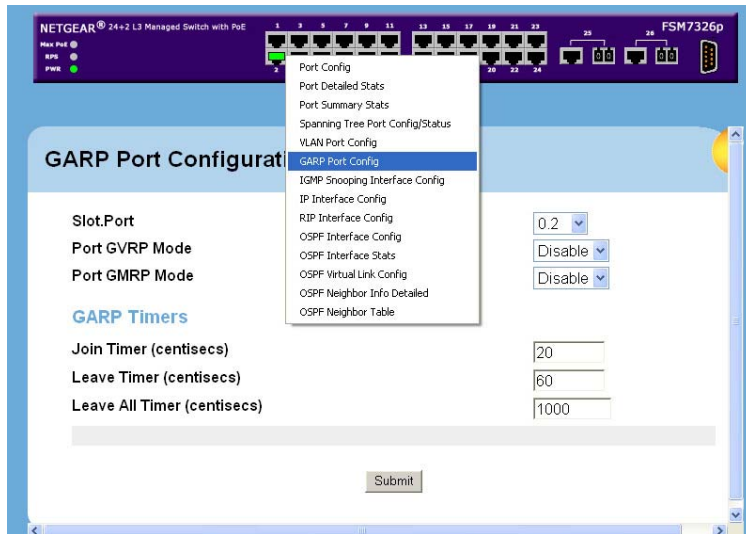 NETGEAR® 24+2 L3 Managed Switch with PoE
1 3 5 7 9 11 13 15 17 19 21 23 25 26 FSM7326p
Max PoE
RPS
PWR
2 20 22 24
Port Config
Port Detailed Stats
Port Summary Stats
Spanning Tree Port Config/Status
VLAN Port Config
GARP Port Config
IGMP Snooping Interface Config
IP Interface Config
RIP Interface Config
OSPF Interface Config
OSPF Interface Stats
OSPF Virtual Link Config
OSPF Neighbor Info Detailed
OSPF Neighbor Table
GARP Port Configurati
Slot.Port 0.2
Port GVRP Mode Disable
Port GMRP Mode Disable
GARP Timers
Join Timer (centisecs) 20
Leave Timer (centisecs) 60
Leave All Timer (centisecs) 1000
Submit